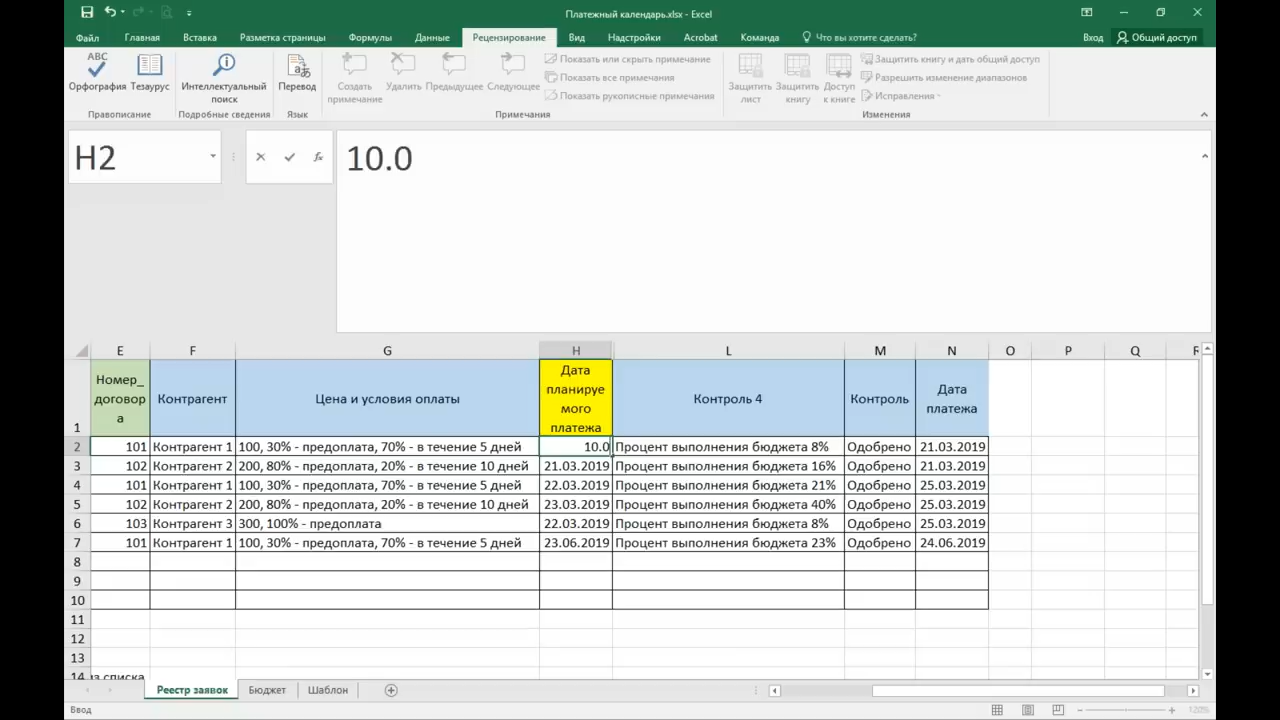 Платежный календарь.xlsx - Excel
Файл Главная Вставка Разметка страницы Формулы Данные Рецензирование Вид Надстройки Acrobat Команда Что вы хотите сделать? Вход Общий доступ
ABC
Орфография Тезаурус Интеллектуальный поиск Перевод Создать примечание Удалить Предыдущее Следующее
Показать или скрыть примечание
Показать все примечания
Показать рукописные примечания
Защитить лист Защитить книгу Доступ к книге
Защитить книгу и дать общий доступ
Разрешить изменение диапазонов
Исправления
Правописание Подробные сведения Язык Примечания Изменения
H2 fx 10.0
E F G H L M N O P Q R
1 Номер_договора Контрагент Цена и условия оплаты Дата планируемого платежа Контроль 4 Контроль Дата платежа
2 101 Контрагент 1 100, 30% - предоплата, 70% - в течение 5 дней 10.0 Процент выполнения бюджета 8% Одобрено 21.03.2019
3 102 Контрагент 2 200, 80% - предоплата, 20% - в течение 10 дней 21.03.2019 Процент выполнения бюджета 16% Одобрено 21.03.2019
4 101 Контрагент 1 100, 30% - предоплата, 70% - в течение 5 дней 22.03.2019 Процент выполнения бюджета 21% Одобрено 25.03.2019
5 102 Контрагент 2 200, 80% - предоплата, 20% - в течение 10 дней 23.03.2019 Процент выполнения бюджета 40% Одобрено 25.03.2019
6 103 Контрагент 3 300, 100% - предоплата 22.03.2019 Процент выполнения бюджета 8% Одобрено 25.03.2019
7 101 Контрагент 1 100, 30% - предоплата, 70% - в течение 5 дней 23.06.2019 Процент выполнения бюджета 23% Одобрено 24.06.2019
8
9
10
11
12
13
14 из списка
Реестр заявок Бюджет Шаблон
Ввод 120%